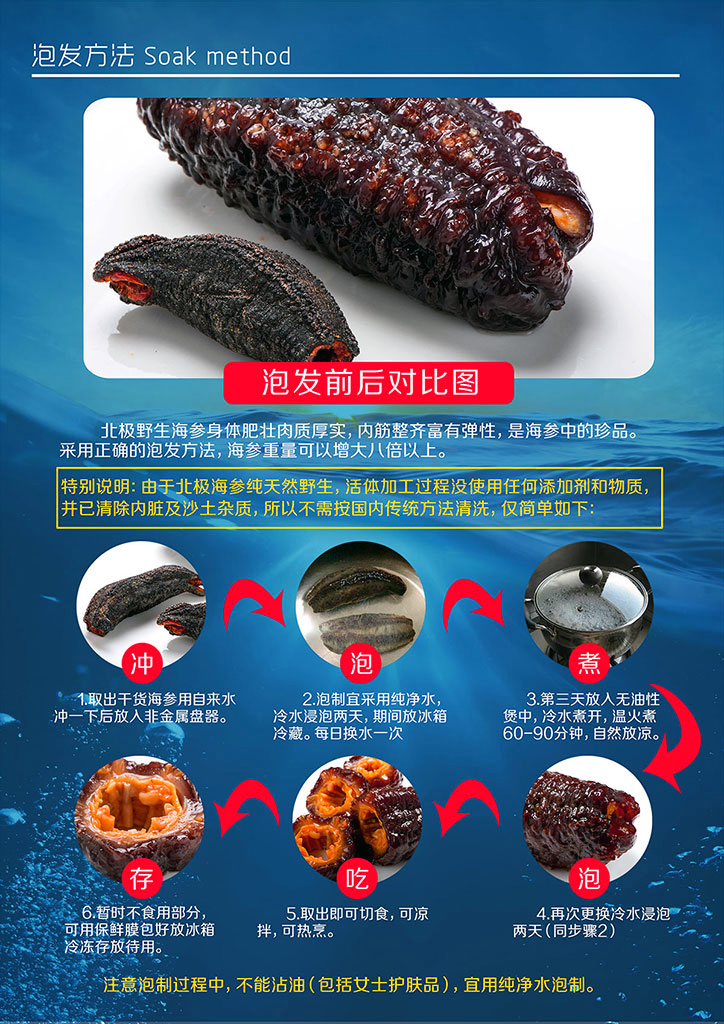 泡发方法 Soak method
泡发前后对比图
北极野生海参身体肥壮肉质厚实，内筋整齐富有弹性，是海参中的珍品。
采用正确的泡发方法，海参重量可以增大八倍以上。
特别说明：由于北极海参纯天然野生，活体加工过程没使用任何添加剂和物质，
并已清除内脏及沙土杂质，所以不需按国内传统方法清洗，仅简单如下：
冲
1.取出干货海参用自来水
冲一下后放入非金属盘器。
泡
2.泡制宜采用纯净水，
冷水浸泡两天，期间放冰箱
冷藏。每日换水一次
煮
3.第三天放入无油性
煲中，冷水煮开，温火煮
60-90分钟，自然放凉。
泡
4.再次更换冷水浸泡
两天（同步骤2）
吃
5.取出即可切食，可凉
拌，可热烹。
存
6.暂时不食用部分，
可用保鲜膜包好放冰箱
冷冻存放待用。
注意泡制过程中，不能沾油（包括女士护肤品），宜用纯净水泡制。